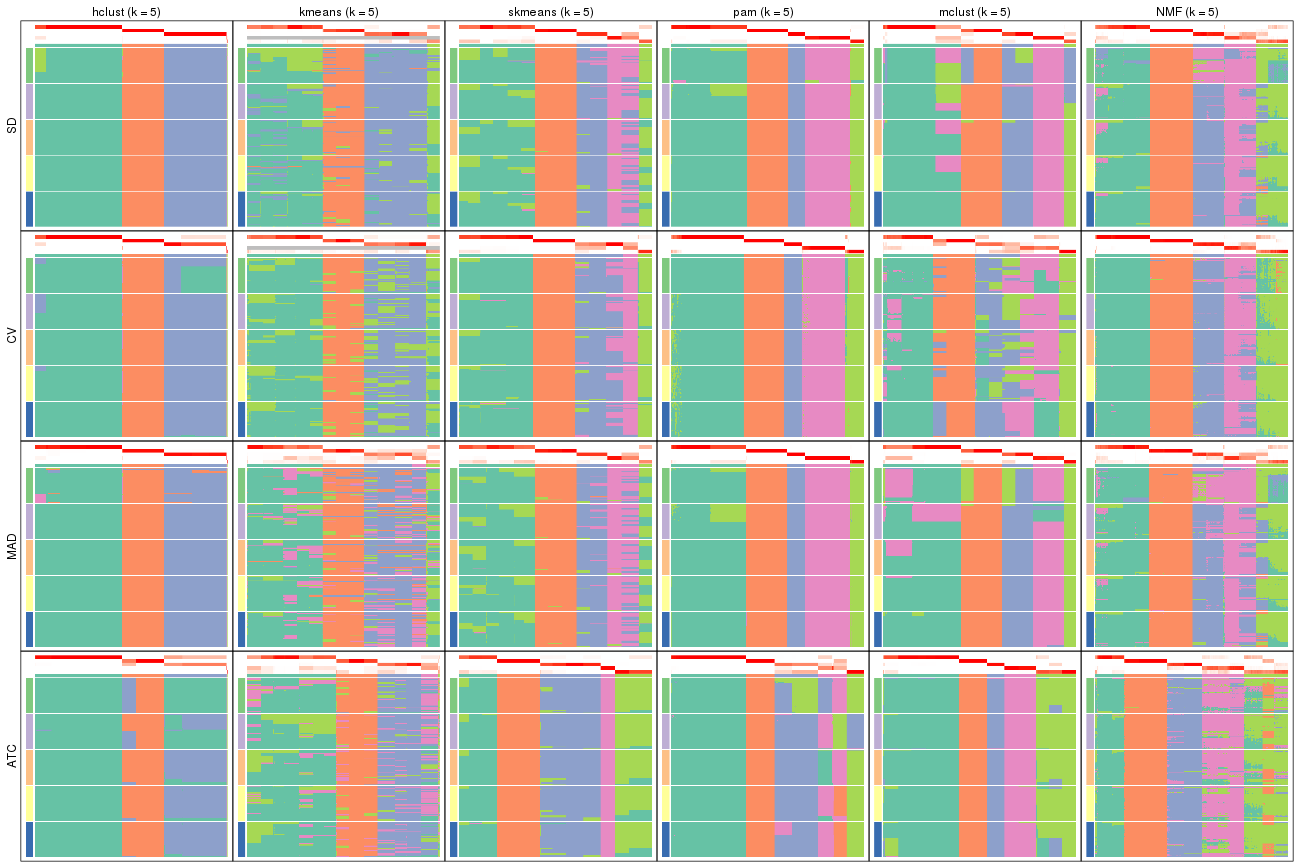 hclust (k = 5)
kmeans (k = 5)
skmeans (k = 5)
pam (k = 5)
mclust (k = 5)
NMF (k = 5)
SD
CV
MAD
ATC